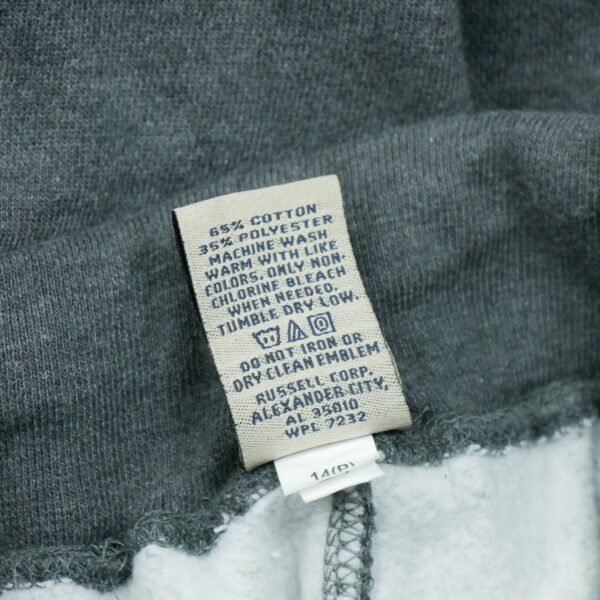 65% COTTON
35% POLYESTER
MACHINE WASH
WARM WITH LIKE
COLORS, ONLY NON-
CHLORINE BLEACH
WHEN NEEDED.
TUMBLE DRY LOW.
DO NOT IRON OR
DRY CLEAN EMBLEM
RUSSELL CORP.
ALEXANDER CITY,
AL 35010
WPL 7232
14(R)